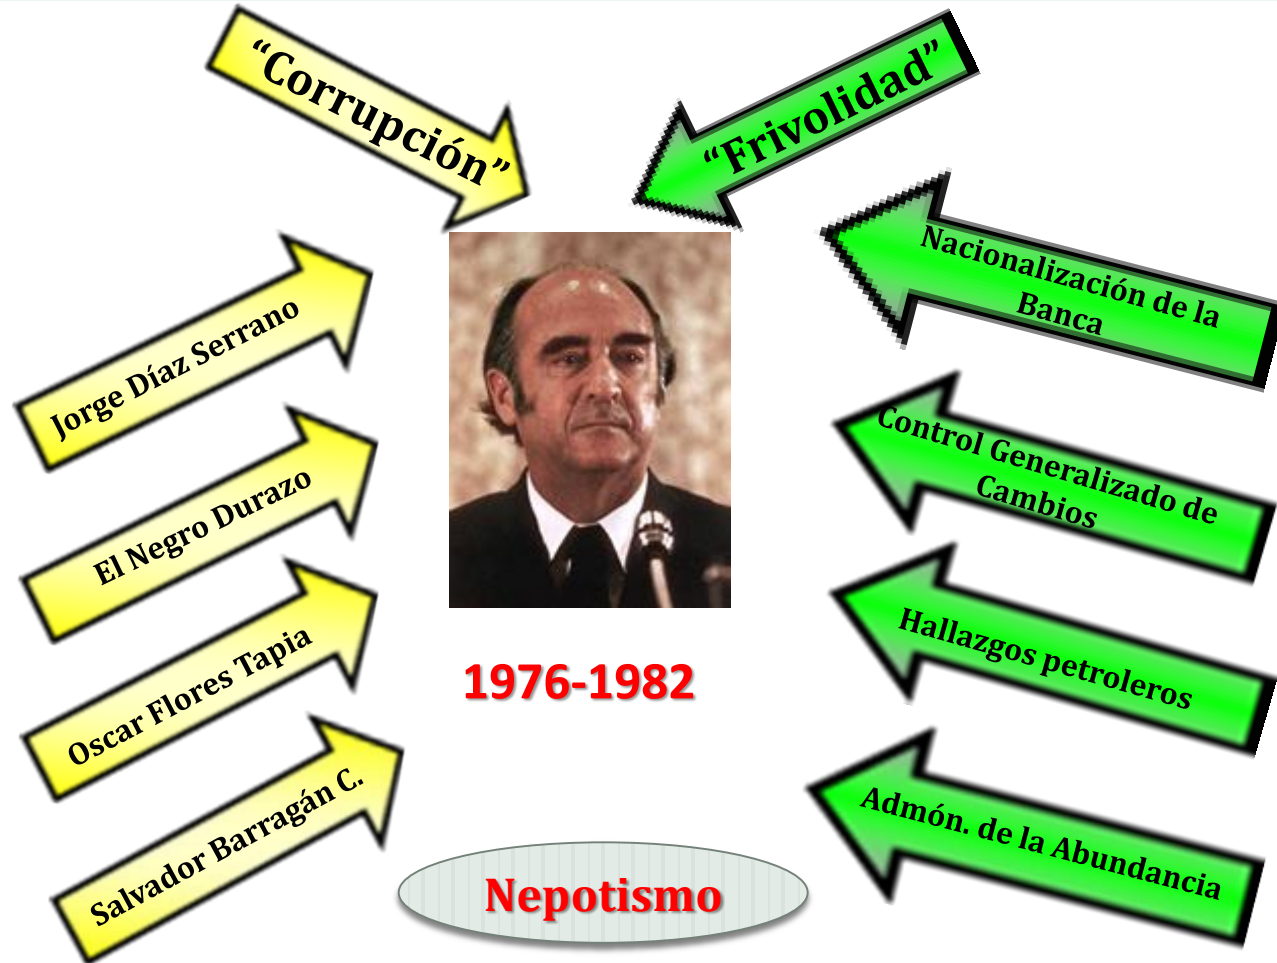 “Corrupción”
“Frivolidad”
Jorge Díaz Serrano
El Negro Durazo
Oscar Flores Tapia
Salvador Barragán C.
Nacionalización de la
Banca
Control Generalizado de
Cambios
Hallazgos petroleros
Admón. de la Abundancia
1976-1982
Nepotismo